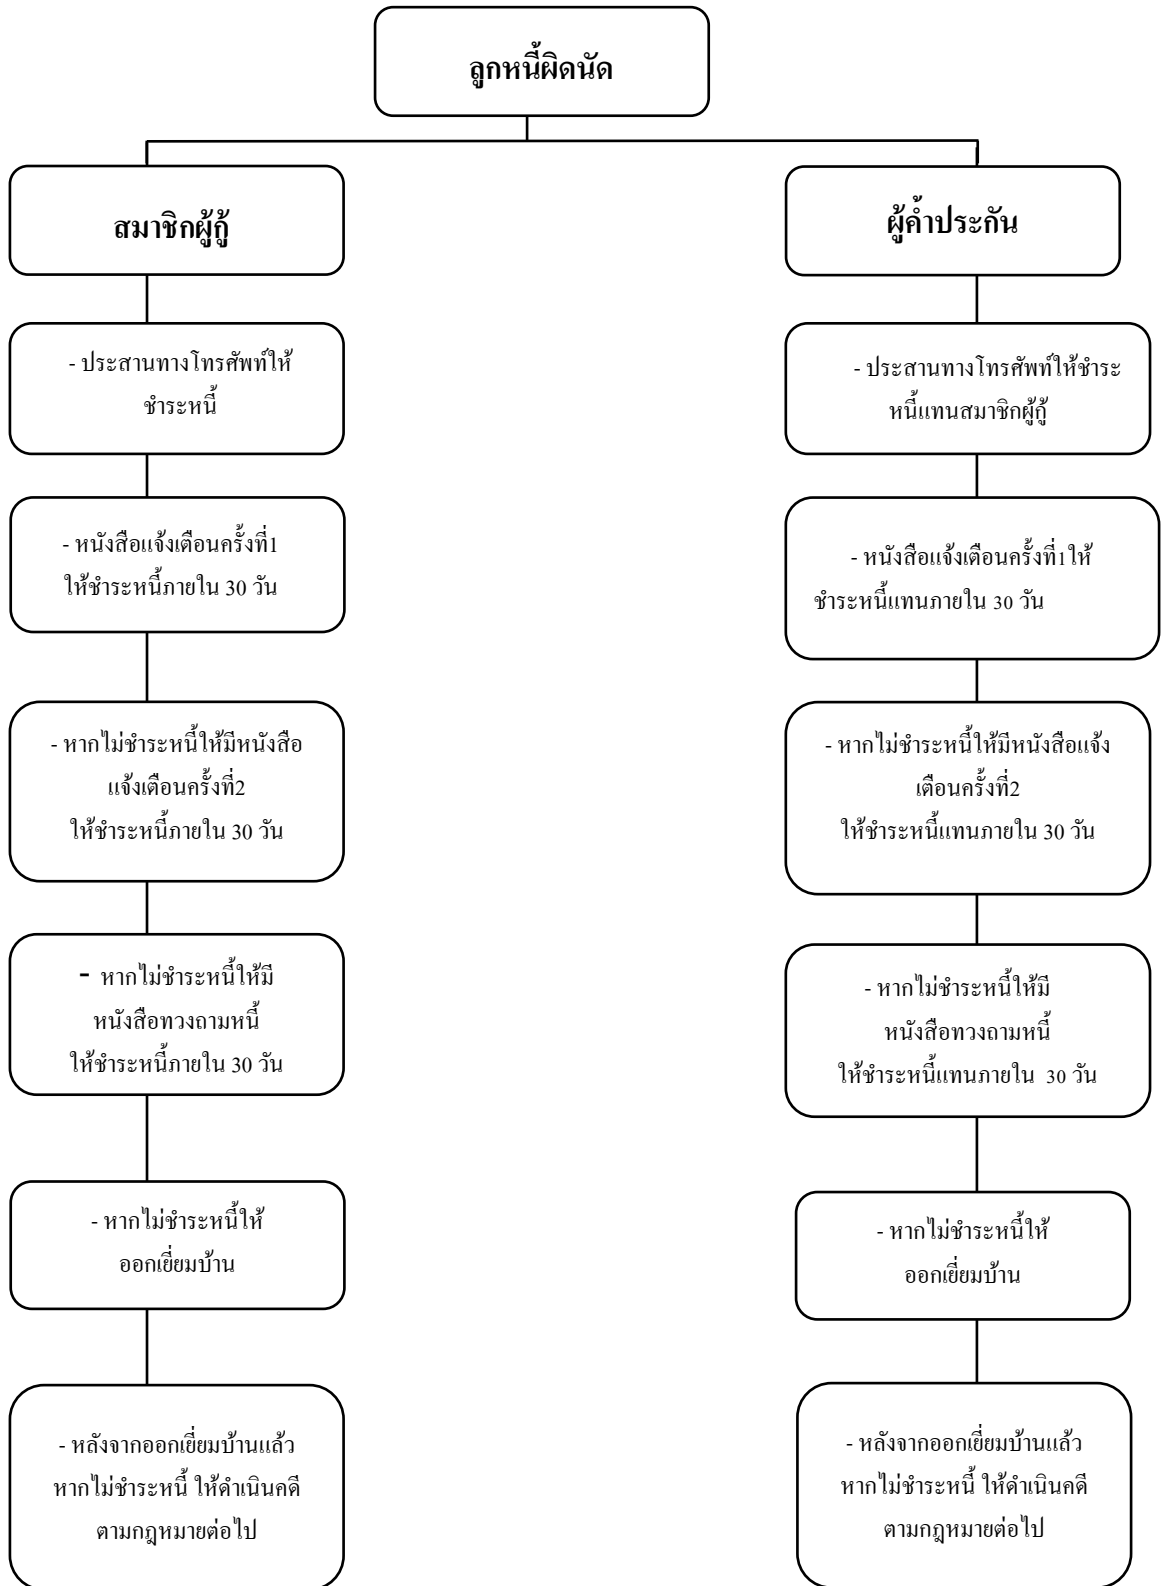 ลูกหนี้ผิดนัด
สมาชิกผู้กู้
- ประสานทางโทรศัพท์ให้
ชำระหนี้
- หนังสือแจ้งเตือนครั้งที่1
ให้ชำระหนี้ภายใน 30 วัน
- หากไม่ชำระหนี้ให้มีหนังสือ
แจ้งเตือนครั้งที่2
ให้ชำระหนี้ภายใน 30 วัน
- หากไม่ชำระหนี้ให้มี
หนังสือทวงถามหนี้
ให้ชำระหนี้ภายใน 30 วัน
- หากไม่ชำระหนี้ให้
ออกเยี่ยมบ้าน
- หลังจากออกเยี่ยมบ้านแล้ว
หากไม่ชำระหนี้ ให้ดำเนินคดี
ตามกฎหมายต่อไป
ผู้ค้ำประกัน
- ประสานทางโทรศัพท์ให้ชำระ
หนี้แทนสมาชิกผู้กู้
- หนังสือแจ้งเตือนครั้งที่1ให้
ชำระหนี้แทนภายใน 30 วัน
- หากไม่ชำระหนี้ให้มีหนังสือแจ้ง
เตือนครั้งที่2
ให้ชำระหนี้แทนภายใน 30 วัน
- หากไม่ชำระหนี้ให้มี
หนังสือทวงถามหนี้
ให้ชำระหนี้แทนภายใน 30 วัน
- หากไม่ชำระหนี้ให้
ออกเยี่ยมบ้าน
- หลังจากออกเยี่ยมบ้านแล้ว
หากไม่ชำระหนี้ ให้ดำเนินคดี
ตามกฎหมายต่อไป